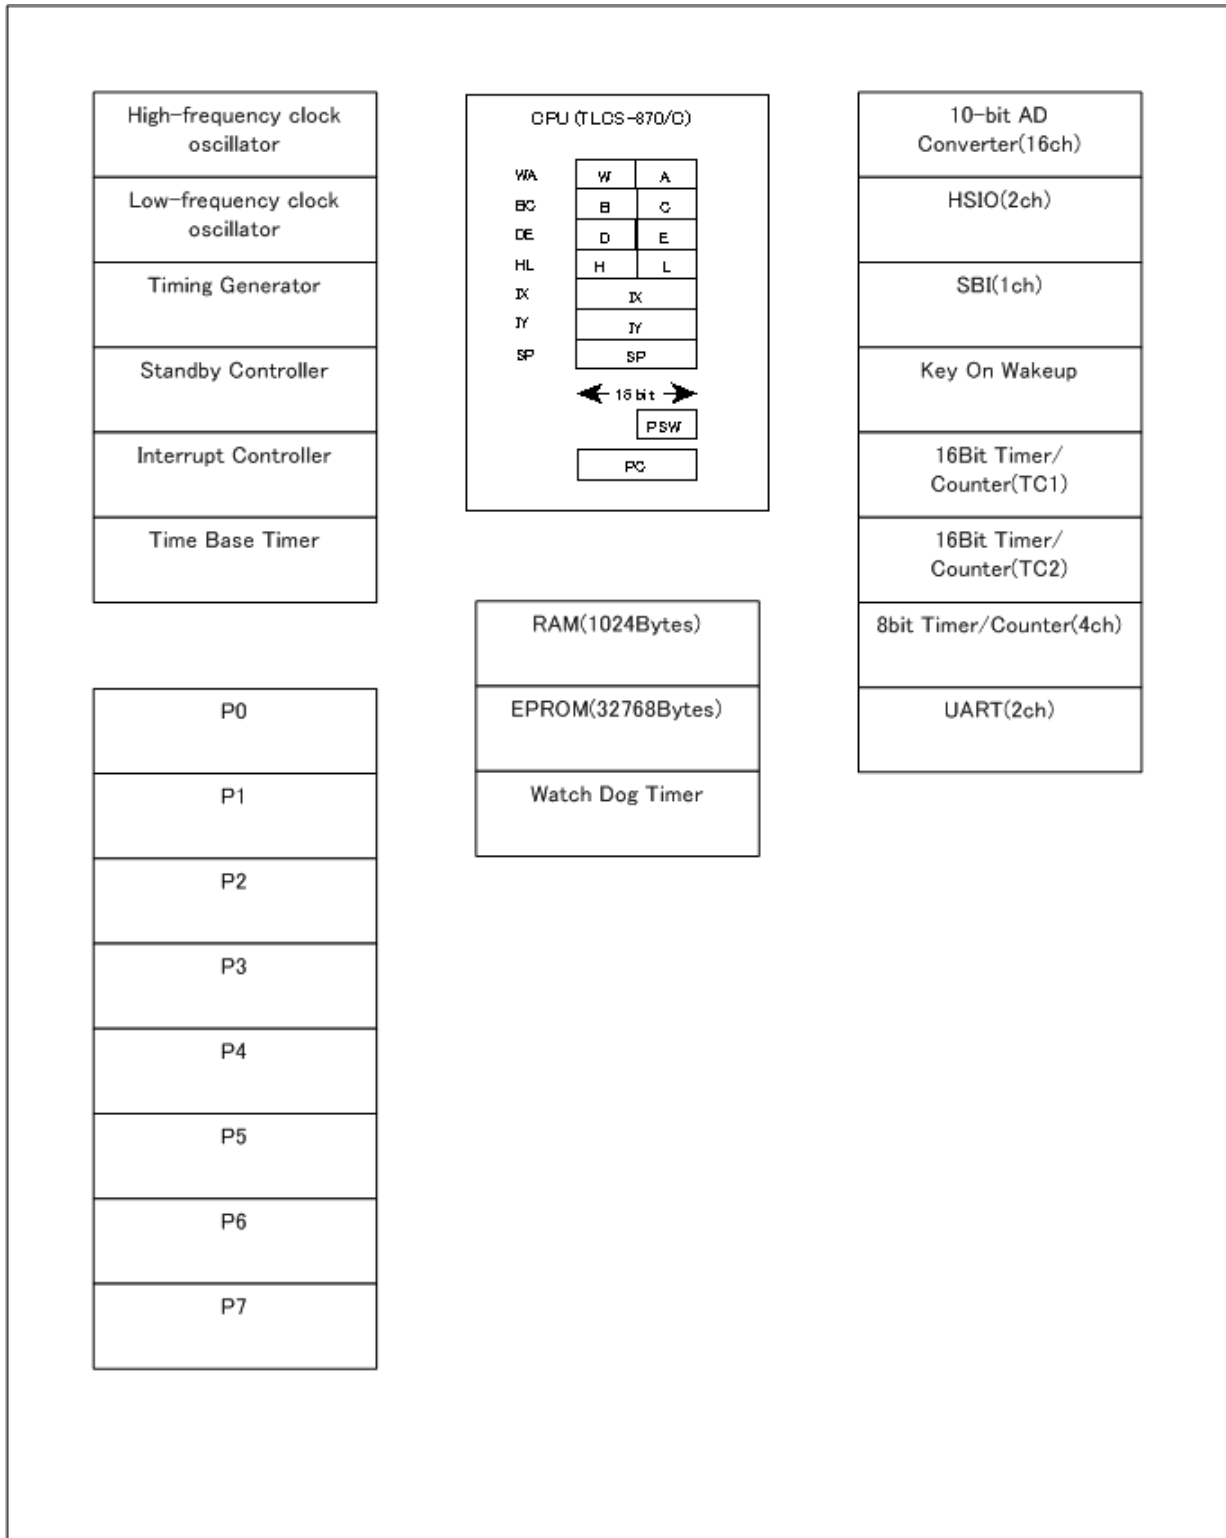 High-frequency clock
oscillator
Low-frequency clock
oscillator
Timing Generator
Standby Controller
Interrupt Controller
Time Base Timer
P0
P1
P2
P3
P4
P5
P6
P7
CPU (TLCS-870/C)
WA W A
BC B C
DE D E
HL H L
IX IX
IY IY
SP SP
16 bit
PSW
PC
RAM(1024Bytes)
EPROM(32768Bytes)
Watch Dog Timer
10-bit AD
Converter(16ch)
HSIO(2ch)
SBI(1ch)
Key On Wakeup
16Bit Timer/
Counter(TC1)
16Bit Timer/
Counter(TC2)
8bit Timer/Counter(4ch)
UART(2ch)